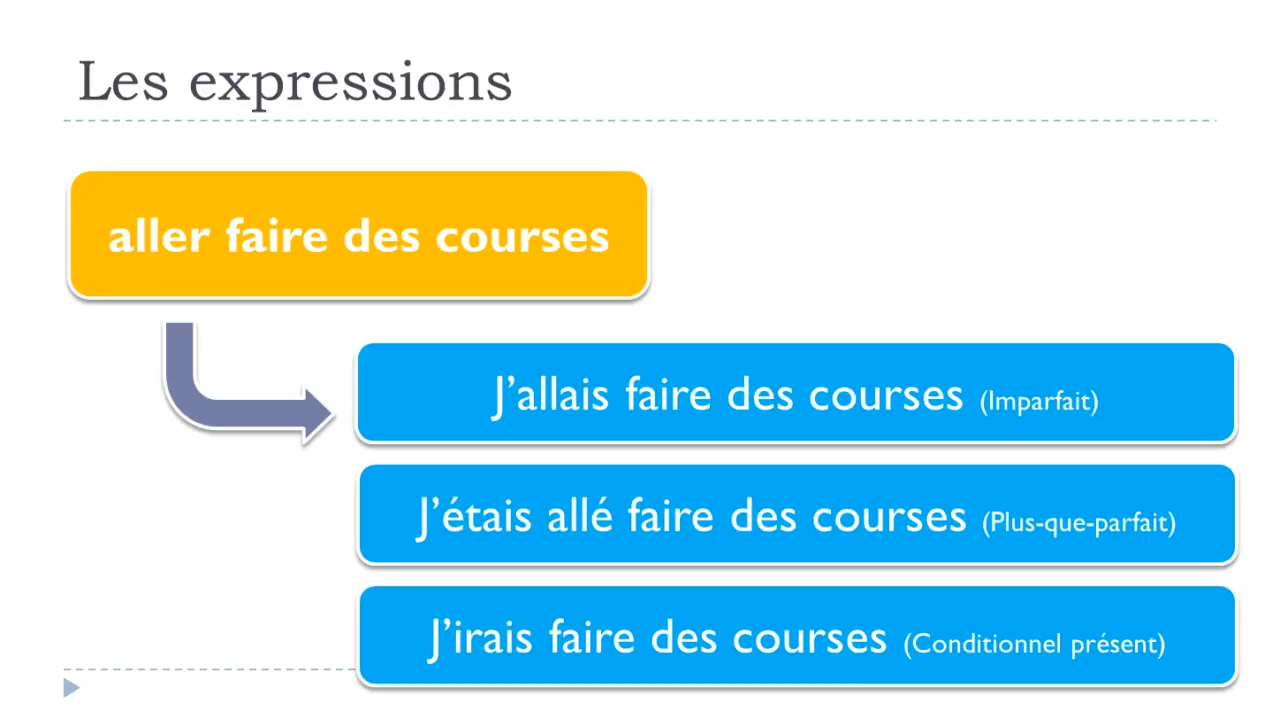 Les expressions
aller faire des courses
J’allais faire des courses (Imparfait)
J’étais allé faire des courses (Plus-que-parfait)
J’irais faire des courses (Conditionnel présent)